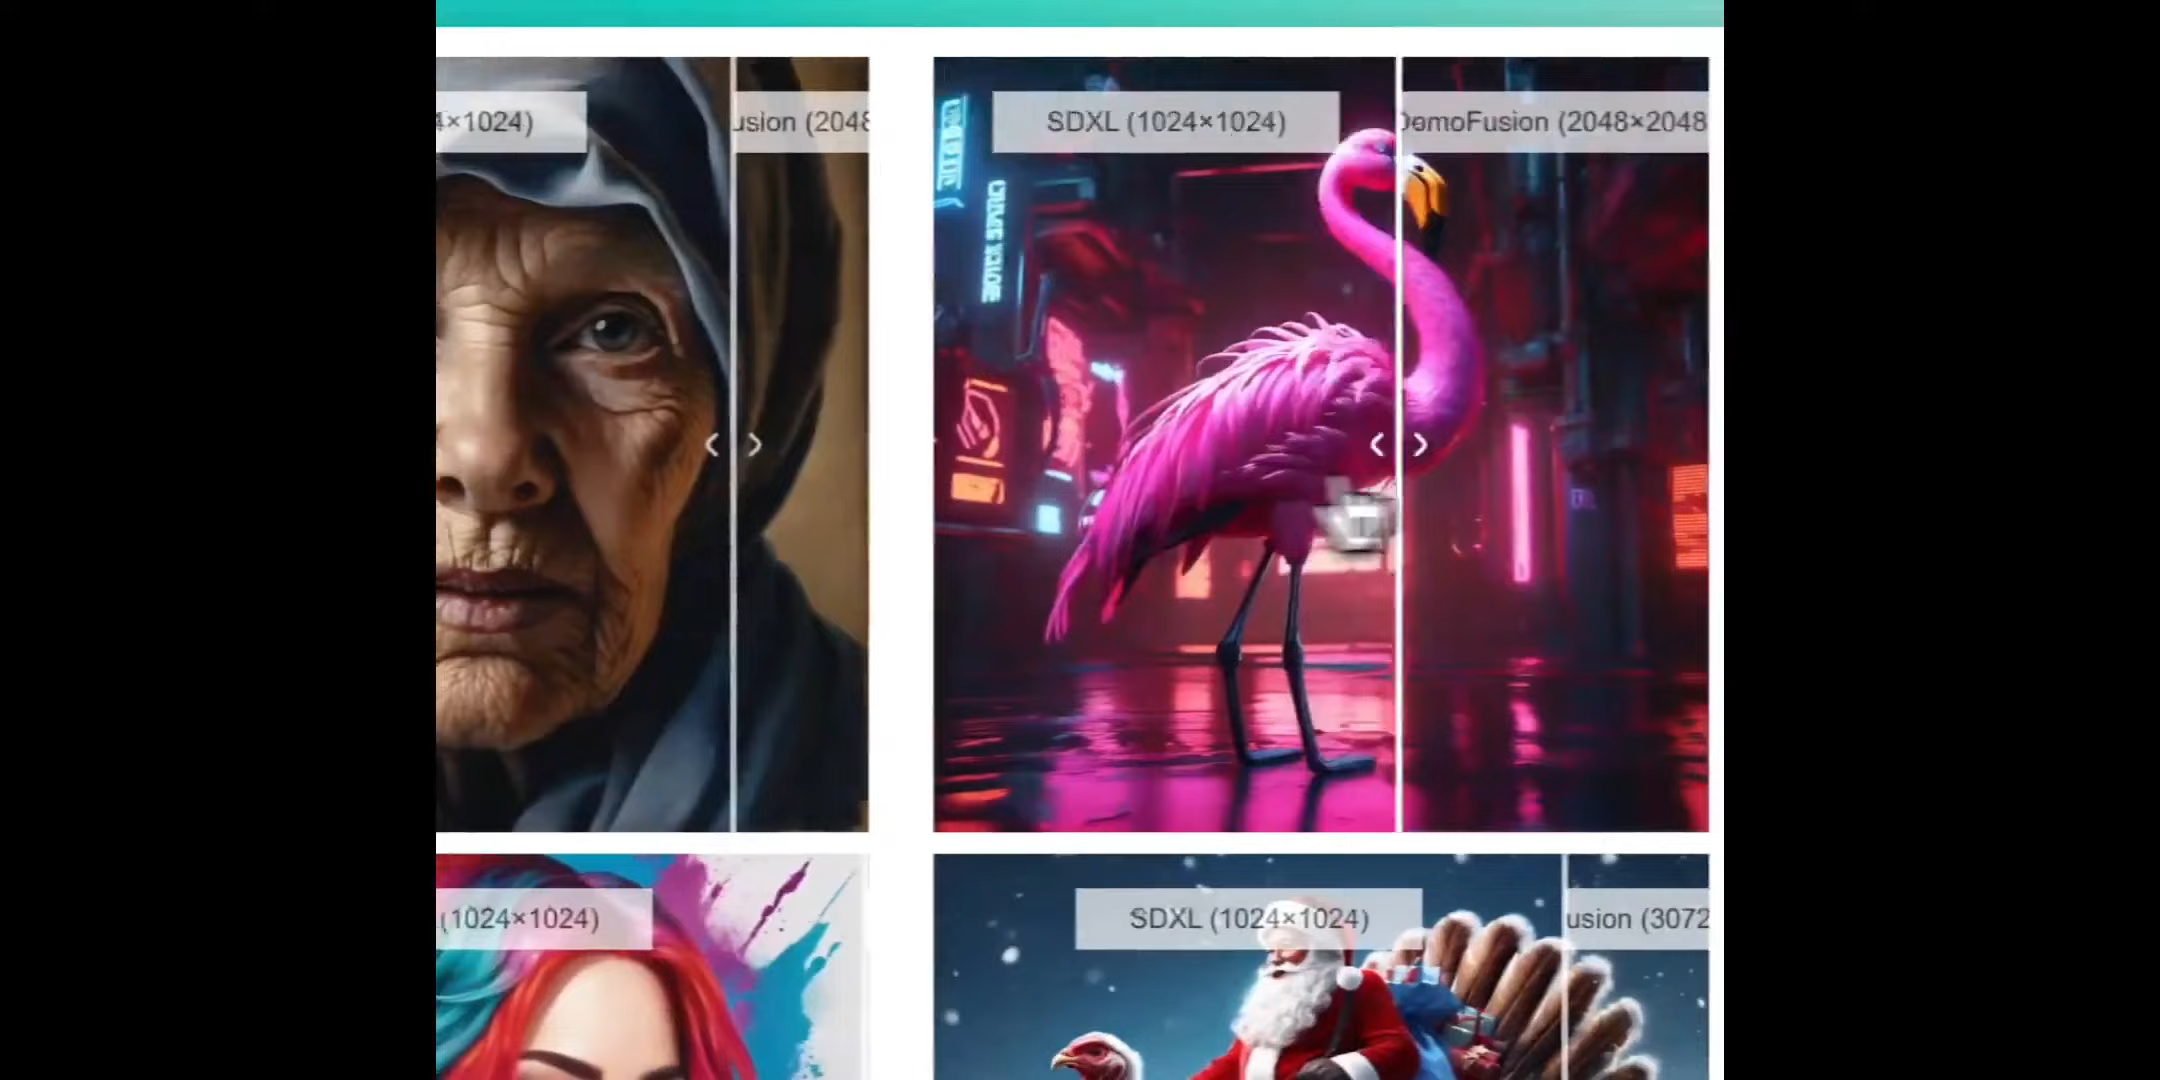 4×1024)
usion (2048
SDXL (1024×1024)
DemoFusion (2048×2048
(1024×1024)
SDXL (1024×1024)
usion (3072